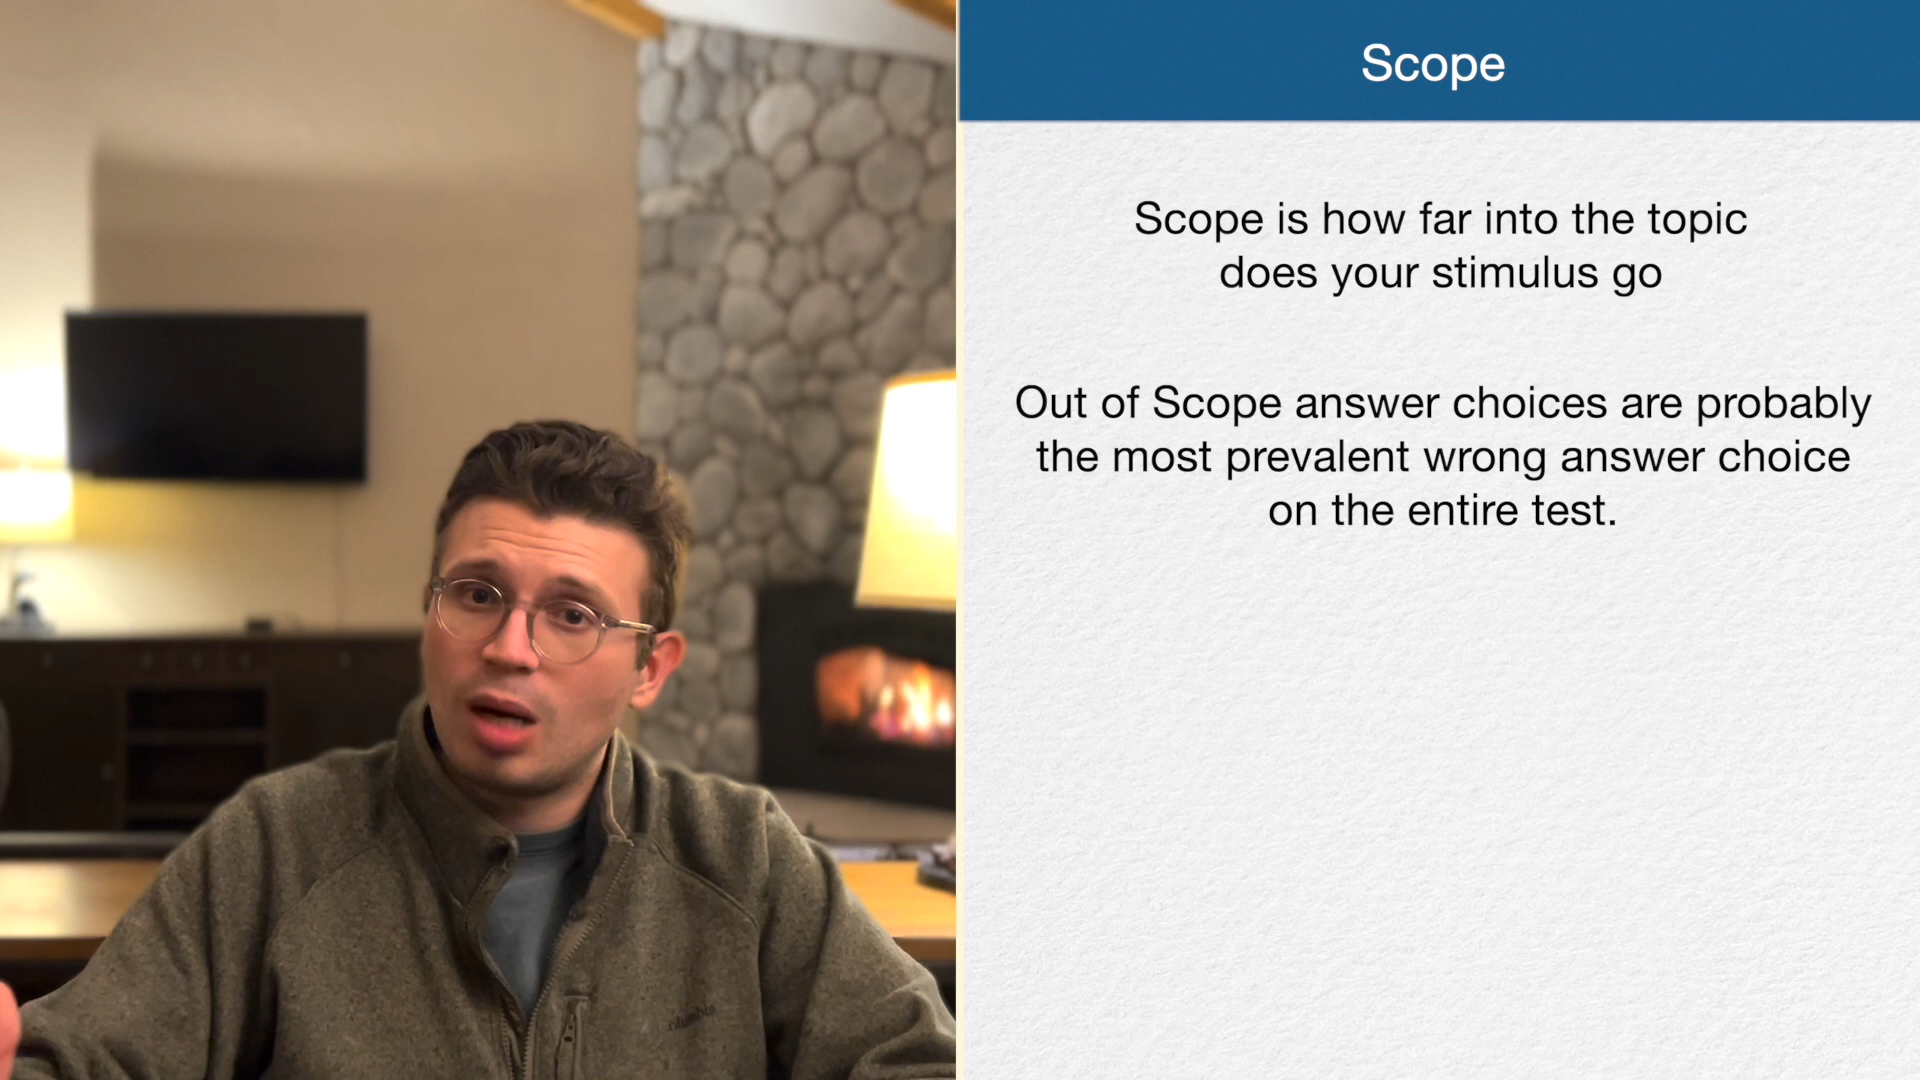 Scope
Scope is how far into the topic
does your stimulus go
Out of Scope answer choices are probably
the most prevalent wrong answer choice
on the entire test.
Columbia